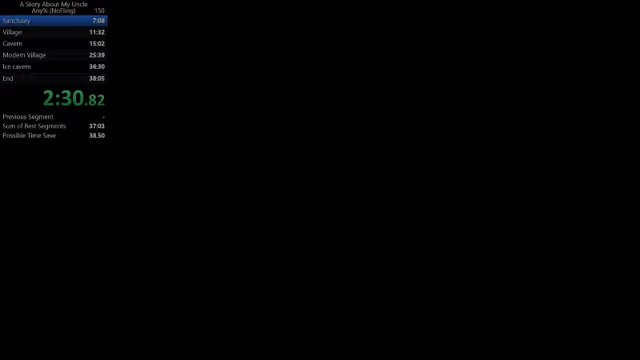 A Story About My Uncle
Any% (NoFling) 150
Sanctuary 7:08
Village 11:32
Cavern 15:02
Modern Village 25:39
Ice cavern 36:30
End 38:05
2:30.82
Previous Segment -
Sum of Best Segments 37:03
Possible Time Save 38.50